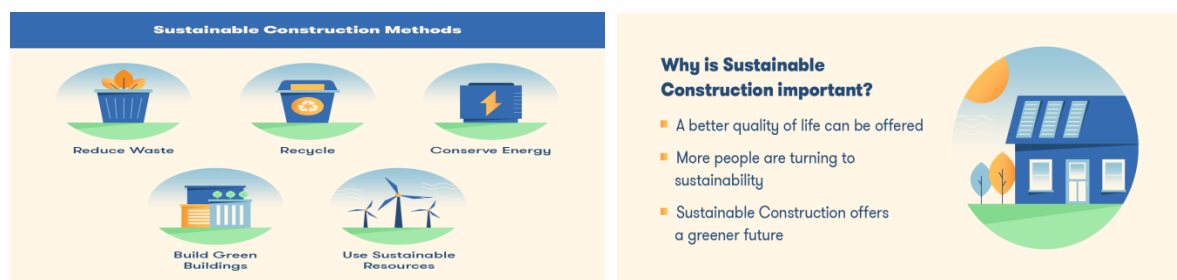 Sustainable Construction Methods
Reduce Waste
Recycle
Conserve Energy
Build Green
Buildings
Use Sustainable
Resources
Why is Sustainable
Construction important?
A better quality of life can be offered
More people are turning to
sustainability
Sustainable Construction offers
a greener future